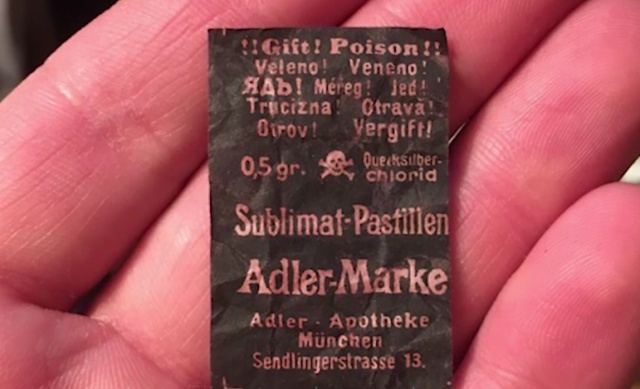 !!Gift! Poison!!
Veleno! Veneno!
ЯДЬ! Méreg! Jed!
Trucizna! Otravă!
Otrov! Vergift!
0,5 gr. Quecksilber-
chlorid
Sublimat-Pastillen
Adler-Marke
Adler-Apotheke
München
Sendlingerstrasse 13.